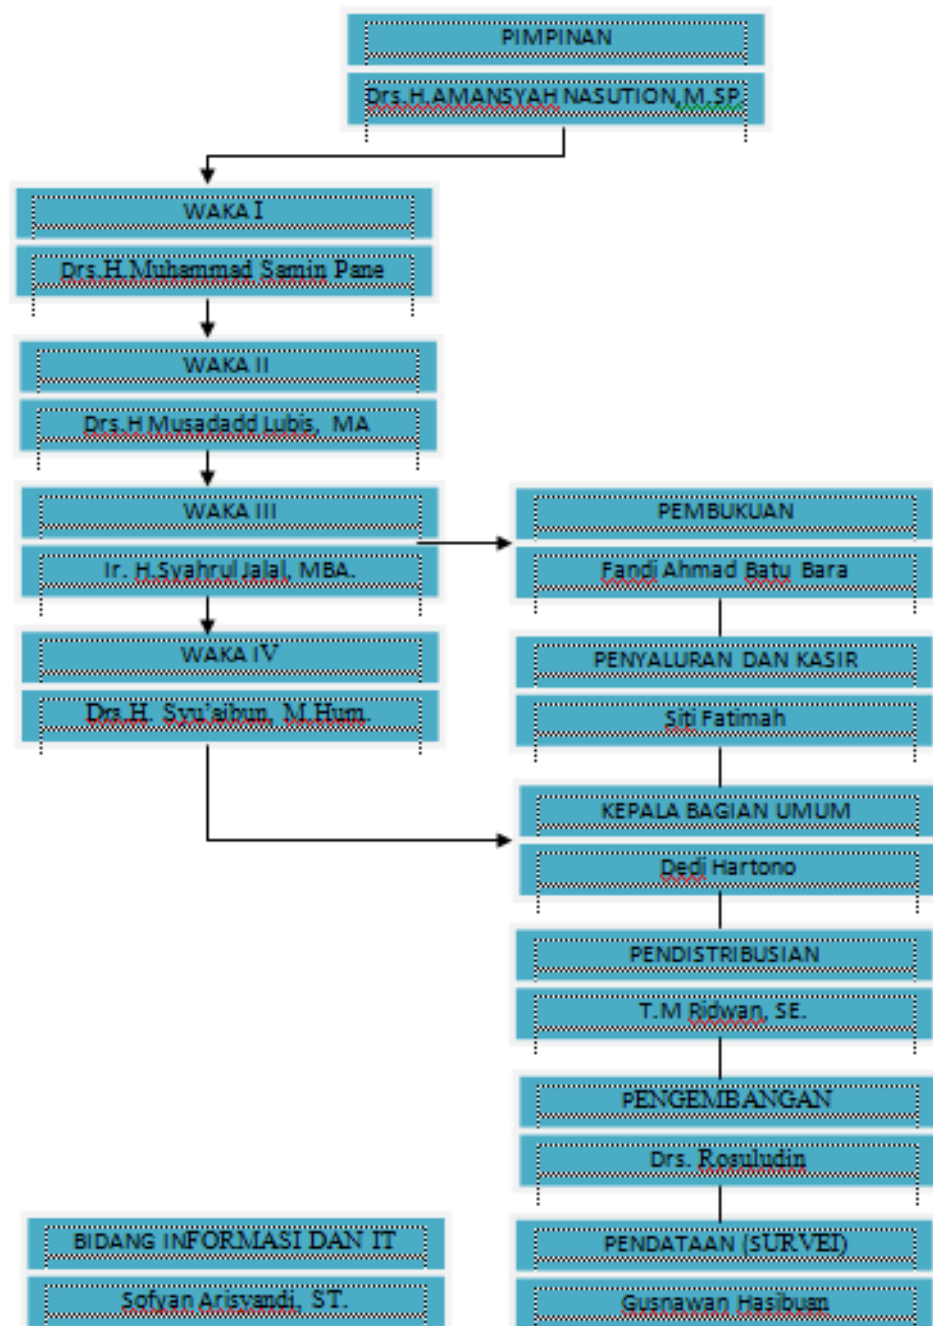 PIMPINAN
Drs.H.AMANSYAH NASUTION,M.SP.
WAKA I
Drs.H.Muhammad Samin Pane
WAKA II
Drs.H Musadadd Lubis, MA
WAKA III
Ir. H.Syahrul Jalal, MBA.
WAKA IV
Drs.H. Syu'aibun, M.Hum.
PEMBUKUAN
Fandi Ahmad Batu Bara
PENYALURAN DAN KASIR
Siti Fatimah
KEPALA BAGIAN UMUM
Dedi Hartono
PENDISTRIBUSIAN
T.M Ridwan, SE.
PENGEMBANGAN
Drs. Rosuludin
PENDATAAN (SURVEI)
Gusnawan Hasibuan
BIDANG INFORMASI DAN IT
Sofyan Arisyandi, ST.